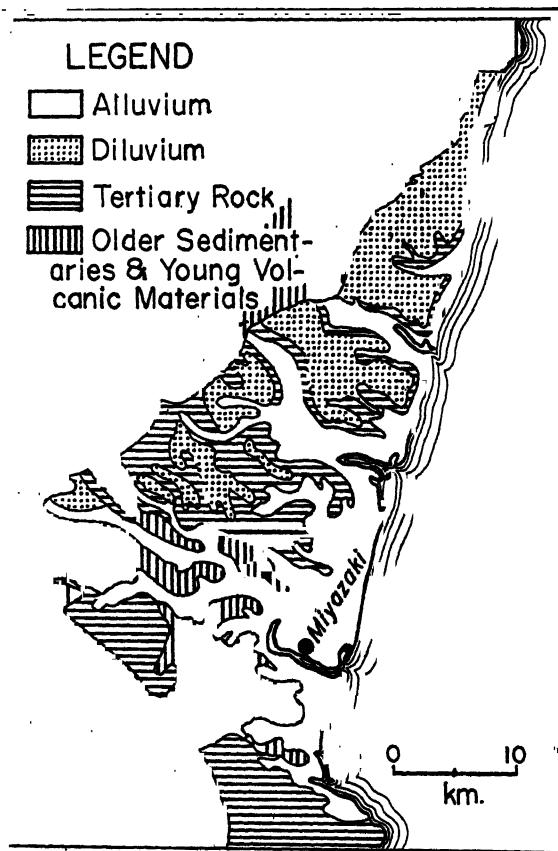 LEGEND
Alluvium
Diluvium
Tertiary Rock
Older Sediment-
aries & Young Vol-
canic Materials
Miyazaki
0 10
km.